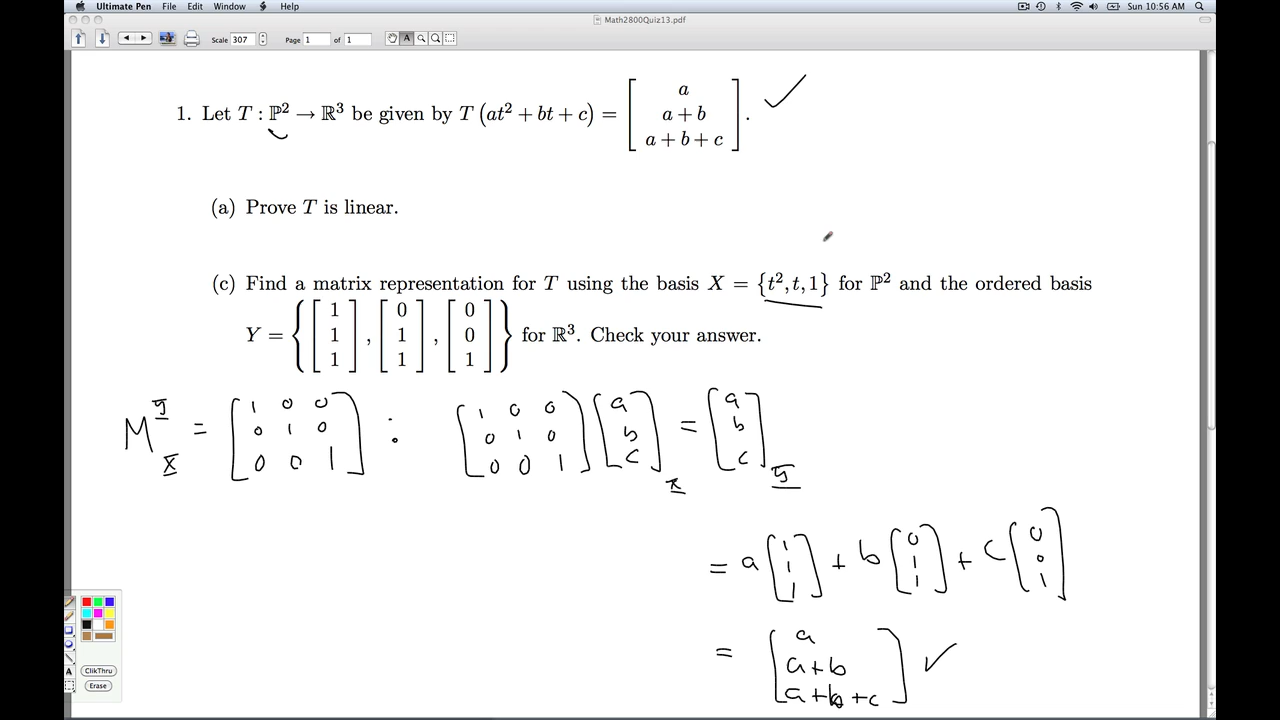 Ultimate Pen File Edit Window Help Sun 10:56 AM
Math2800Quiz13.pdf
Scale 307 Page 1 of 1
1. Let T : ℙ² → ℝ³ be given by T (at² + bt + c) = [ a ; a + b ; a + b + c ]. ✓
(a) Prove T is linear.
(c) Find a matrix representation for T using the basis X = {t², t, 1} for ℙ² and the ordered basis
Y = { [ 1 ; 1 ; 1 ], [ 0 ; 1 ; 1 ], [ 0 ; 0 ; 1 ] } for ℝ³. Check your answer.
M_X^Y = [ 1 0 0 ; 0 1 0 ; 0 0 1 ] : [ 1 0 0 ; 0 1 0 ; 0 0 1 ] [ a ; b ; c ]_X = [ a ; b ; c ]_Y
= a [ 1 ; 1 ; 1 ] + b [ 0 ; 1 ; 1 ] + c [ 0 ; 0 ; 1 ]
= [ a ; a+b ; a+b+c ] ✓
A
ClikThru
Erase